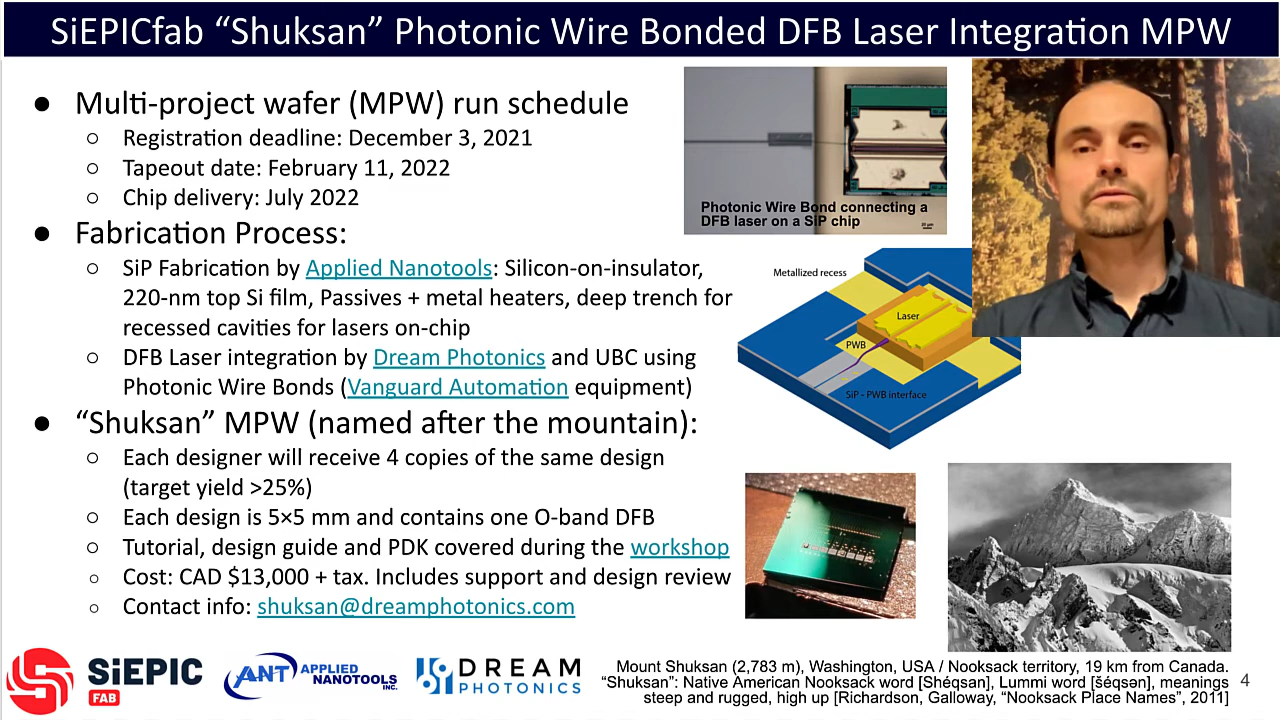 SiEPICfab “Shuksan” Photonic Wire Bonded DFB Laser Integration MPW
● Multi-project wafer (MPW) run schedule
○ Registration deadline: December 3, 2021
○ Tapeout date: February 11, 2022
○ Chip delivery: July 2022
● Fabrication Process:
○ SiP Fabrication by Applied Nanotools: Silicon-on-insulator,
220-nm top Si film, Passives + metal heaters, deep trench for
recessed cavities for lasers on-chip
○ DFB Laser integration by Dream Photonics and UBC using
Photonic Wire Bonds (Vanguard Automation equipment)
● “Shuksan” MPW (named after the mountain):
○ Each designer will receive 4 copies of the same design
(target yield >25%)
○ Each design is 5×5 mm and contains one O-band DFB
○ Tutorial, design guide and PDK covered during the workshop
○ Cost: CAD $13,000 + tax. Includes support and design review
○ Contact info: shuksan@dreamphotonics.com
Photonic Wire Bond connecting a
DFB laser on a SiP chip
Metallized recess
Laser
PWB
SiP - PWB interface
SiEPIC
FAB
ANT APPLIED
NANOTOOLS
INC.
DREAM
PHOTONICS
Mount Shuksan (2,783 m), Washington, USA / Nooksack territory, 19 km from Canada.
“Shuksan”: Native American Nooksack word [Shéqsan], Lummi word [šéqsən], meanings
steep and rugged, high up [Richardson, Galloway, “Nooksack Place Names”, 2011]
4